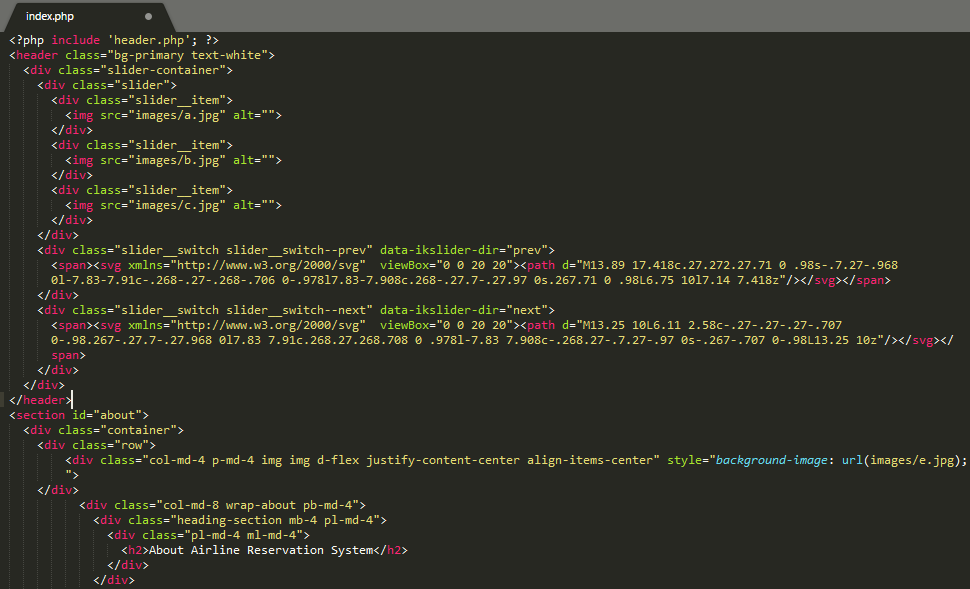 index.php
<?php include 'header.php'; ?>
<header class="bg-primary text-white">
<div class="slider-container">
<div class="slider">
<div class="slider__item">
<img src="images/a.jpg" alt="">
</div>
<div class="slider__item">
<img src="images/b.jpg" alt="">
</div>
<div class="slider__item">
<img src="images/c.jpg" alt="">
</div>
</div>
<div class="slider__switch slider__switch--prev" data-ikslider-dir="prev">
<span><svg xmlns="http://www.w3.org/2000/svg"  viewBox="0 0 20 20"><path d="M13.89 17.418c.27.272.27.71 0 .98s-.7.27-.968
0l-7.83-7.91c-.268-.27-.268-.706 0-.978l7.83-7.908c.268-.27.7-.27.97 0s.267.71 0 .98L6.75 10l7.14 7.418z"/></svg></span>
</div>
<div class="slider__switch slider__switch--next" data-ikslider-dir="next">
<span><svg xmlns="http://www.w3.org/2000/svg"  viewBox="0 0 20 20"><path d="M13.25 10L6.11 2.58c-.27-.27-.27-.707
0-.98.267-.27.7-.27.968 0l7.83 7.91c.268.27.268.708 0 .978l-7.83 7.908c-.268.27-.7.27-.97 0s-.267-.707 0-.98L13.25 10z"/></svg></
span>
</div>
</div>
</header>
<section id="about">
<div class="container">
<div class="row">
<div class="col-md-4 p-md-4 img img d-flex justify-content-center align-items-center" style="background-image: url(images/e.jpg);
">
</div>
<div class="col-md-8 wrap-about pb-md-4">
<div class="heading-section mb-4 pl-md-4">
<div class="pl-md-4 ml-md-4">
<h2>About Airline Reservation System</h2>
</div>
</div>